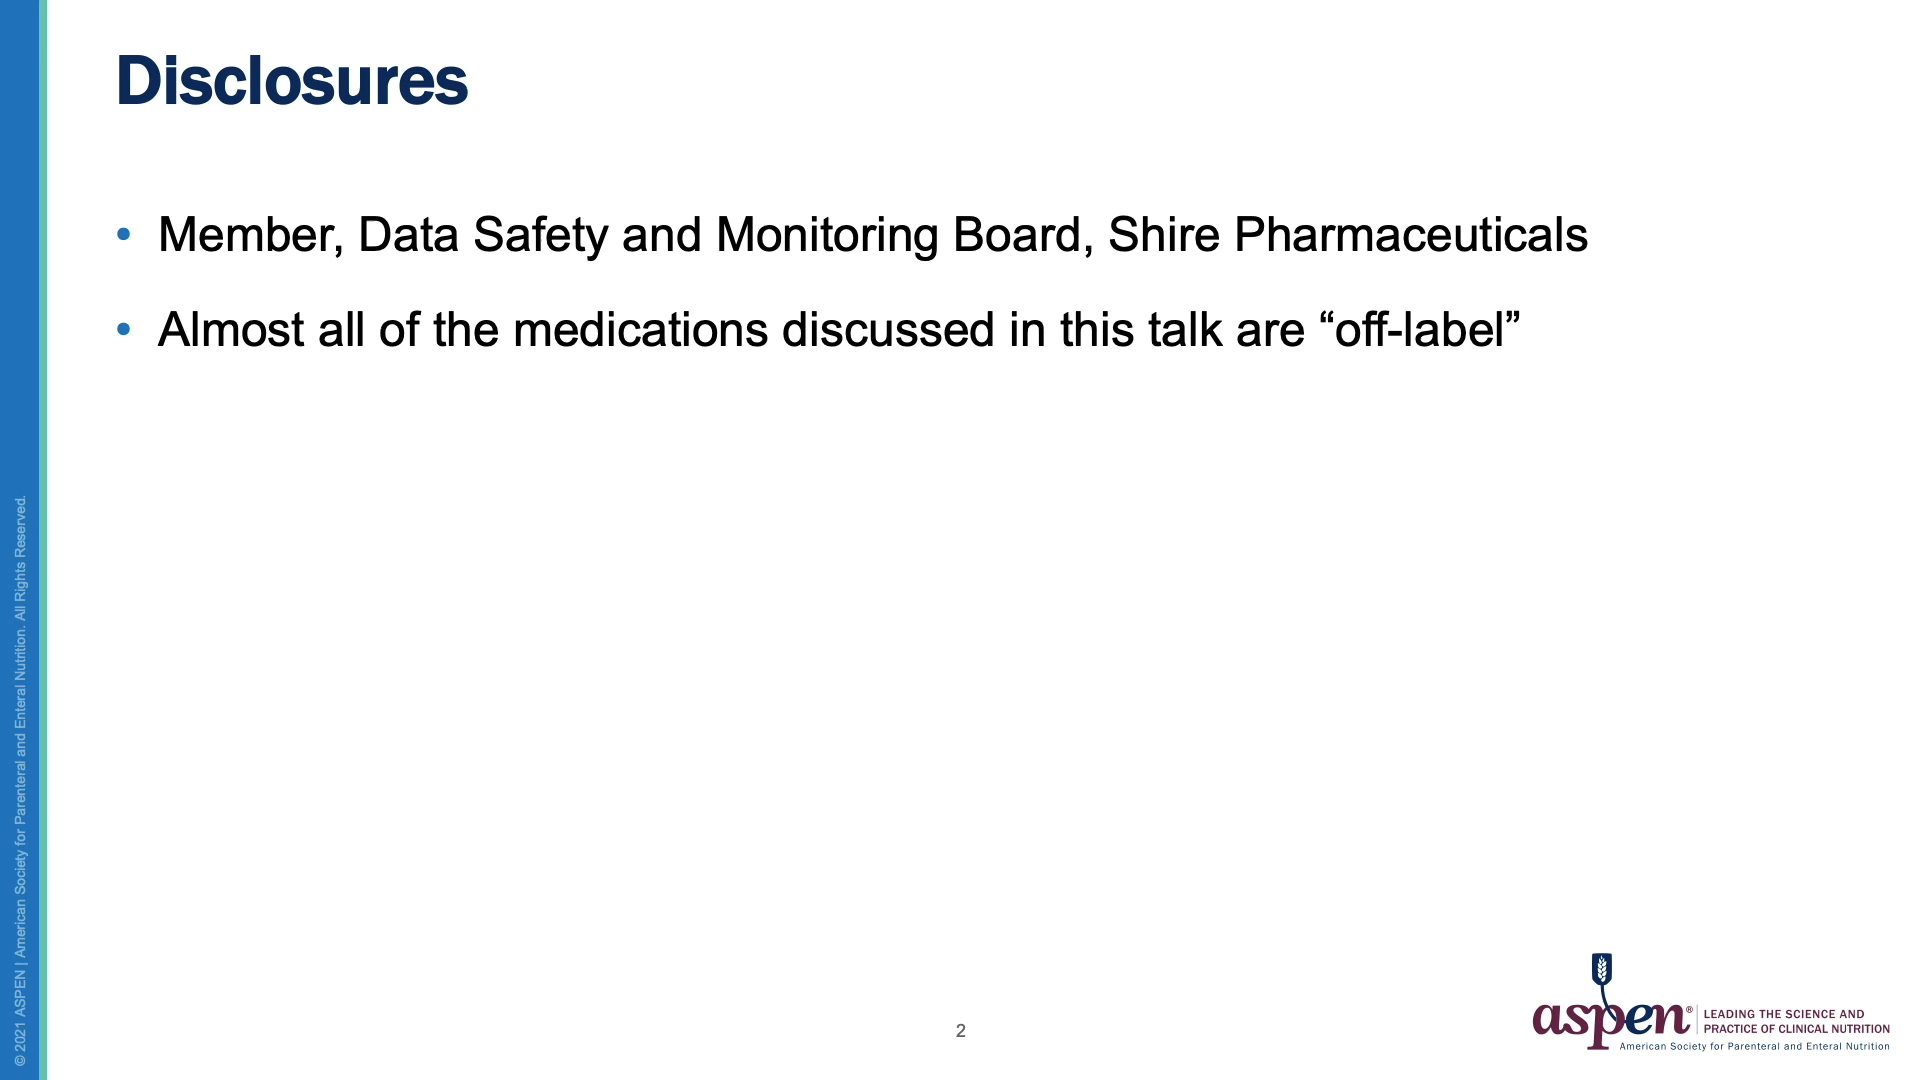 Disclosures
• Member, Data Safety and Monitoring Board, Shire Pharmaceuticals
• Almost all of the medications discussed in this talk are “off-label”
© 2021 ASPEN | American Society for Parenteral and Enteral Nutrition. All Rights Reserved.
2
aspen®
LEADING THE SCIENCE AND
PRACTICE OF CLINICAL NUTRITION
American Society for Parenteral and Enteral Nutrition